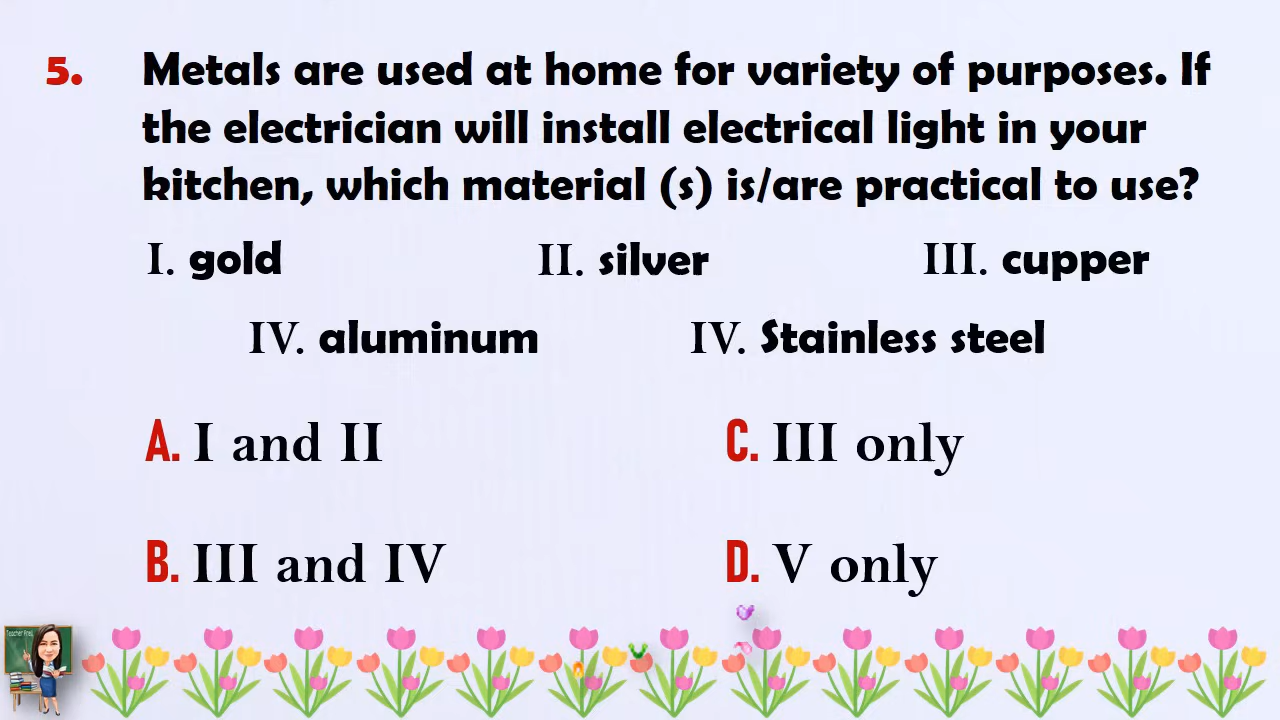 5. Metals are used at home for variety of purposes. If
the electrician will install electrical light in your
kitchen, which material (s) is/are practical to use?
I. gold II. silver III. cupper
IV. aluminum IV. Stainless steel
A. I and II C. III only
B. III and IV D. V only